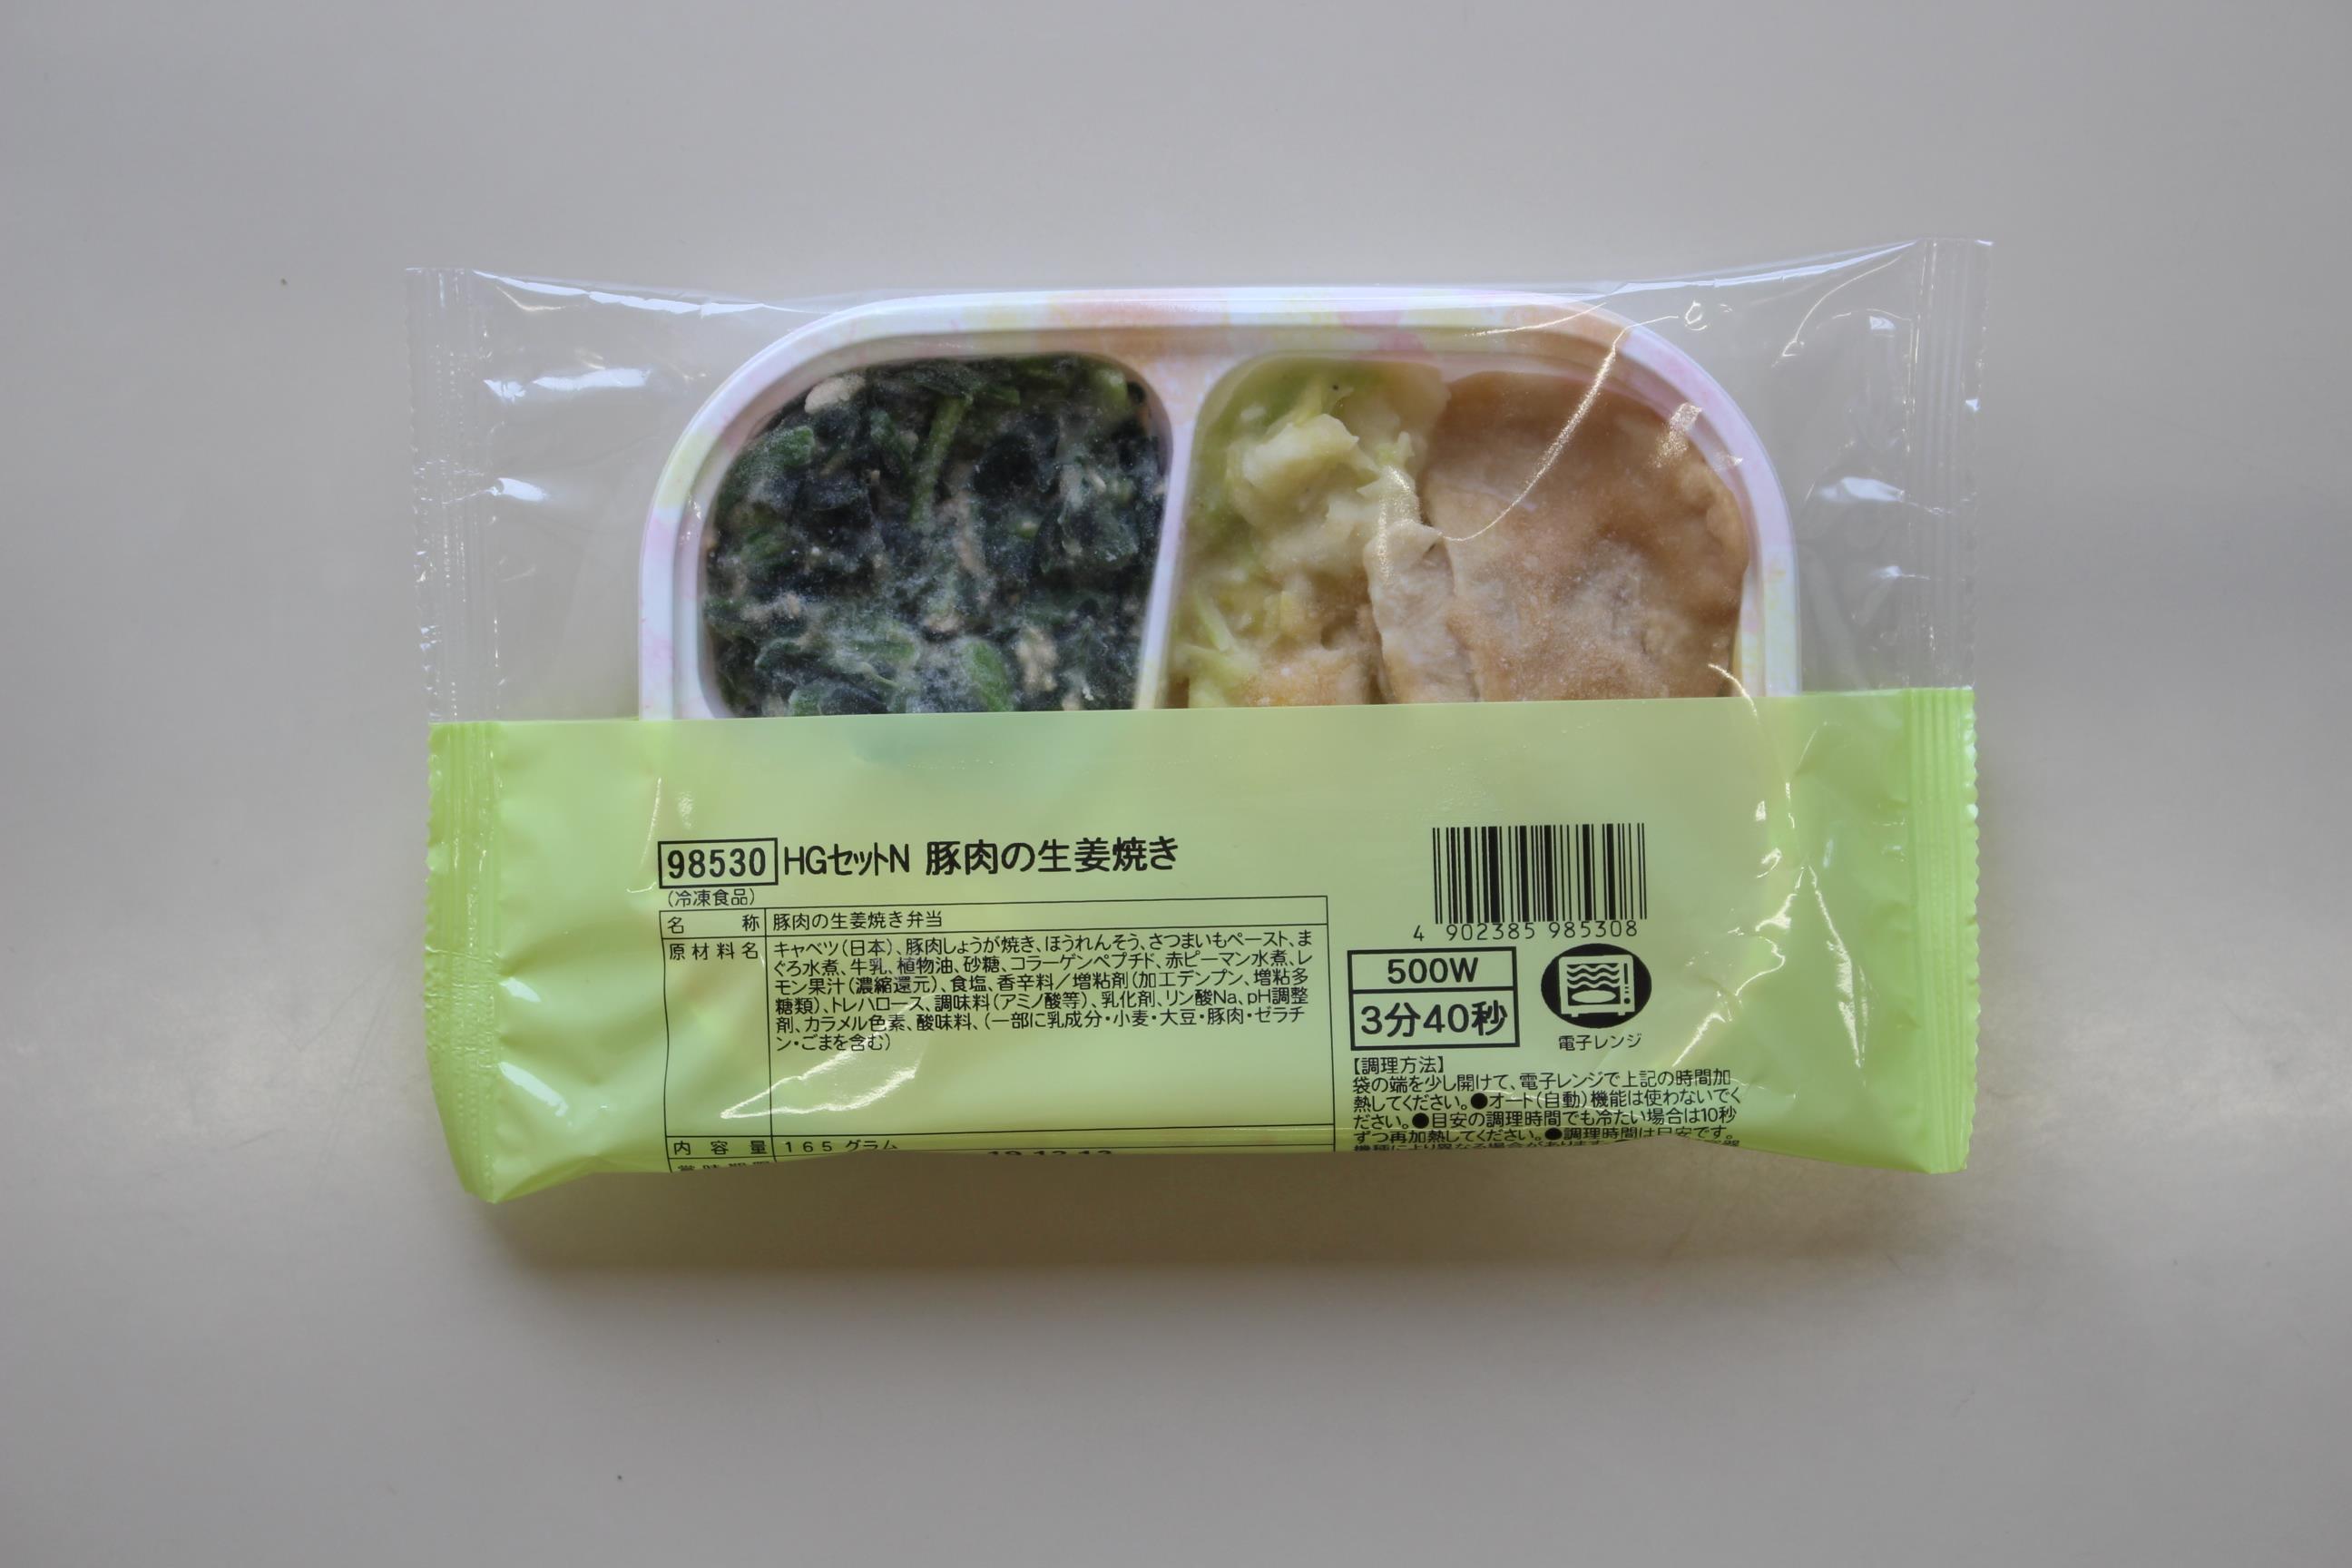 98530 HGセットN 豚肉の生姜焼き
(冷凍食品)
名称 豚肉の生姜焼き弁当
原材料名 キャベツ(日本)、豚肉しょうが焼き、ほうれんそう、さつまいもペースト、ま
ぐろ水煮、牛乳、植物油、砂糖、コラーゲンペプチド、赤ピーマン水煮、レ
モン果汁(濃縮還元)、食塩、香辛料/増粘剤(加工デンプン、増粘多
糖類)、トレハロース、調味料(アミノ酸等)、乳化剤、リン酸Na、pH調整
剤、カラメル色素、酸味料、(一部に乳成分・小麦・大豆・豚肉・ゼラチ
ン・ごまを含む)
内容量 165グラム
4 902385 985308
500W
3分40秒
電子レンジ
【調理方法】
袋の端を少し開けて、電子レンジで上記の時間加
熱してください。●オート(自動)機能は使わないでく
ださい。●目安の調理時間でも冷たい場合は10秒
ずつ再加熱してください。●調理時間は目安です。